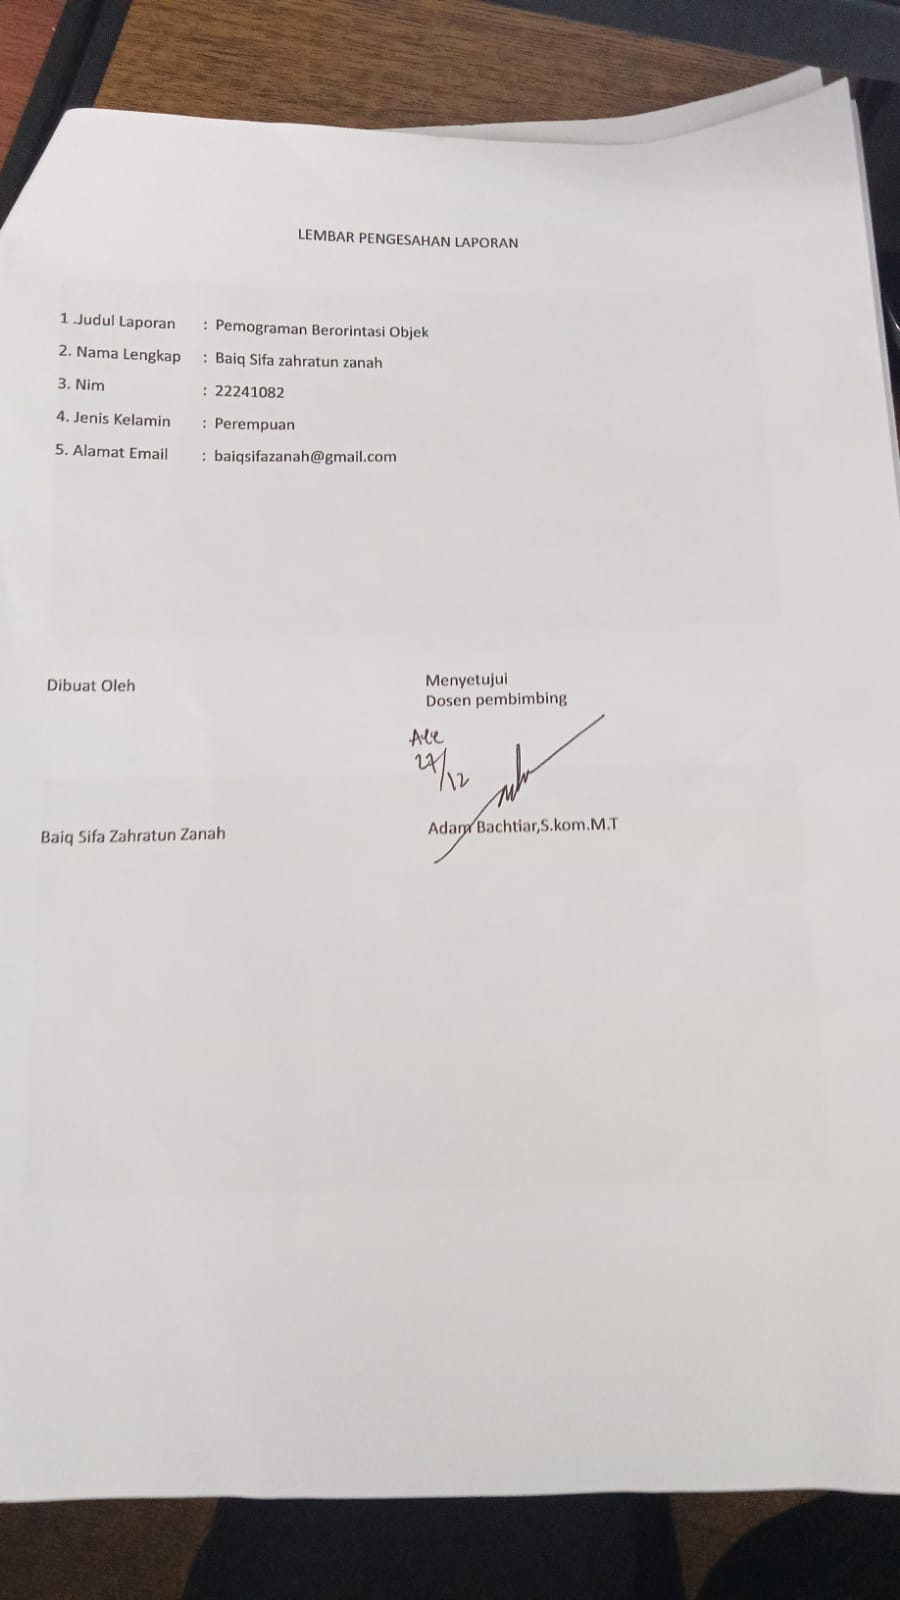 LEMBAR PENGESAHAN LAPORAN
1 .Judul Laporan : Pemograman Berorintasi Objek
2. Nama Lengkap : Baiq Sifa zahratun zanah
3. Nim : 22241082
4. Jenis Kelamin : Perempuan
5. Alamat Email : baiqsifazanah@gmail.com
Dibuat Oleh
Menyetujui
Dosen pembimbing
Acc
27/12
Baiq Sifa Zahratun Zanah
Adam Bachtiar,S.kom.M.T